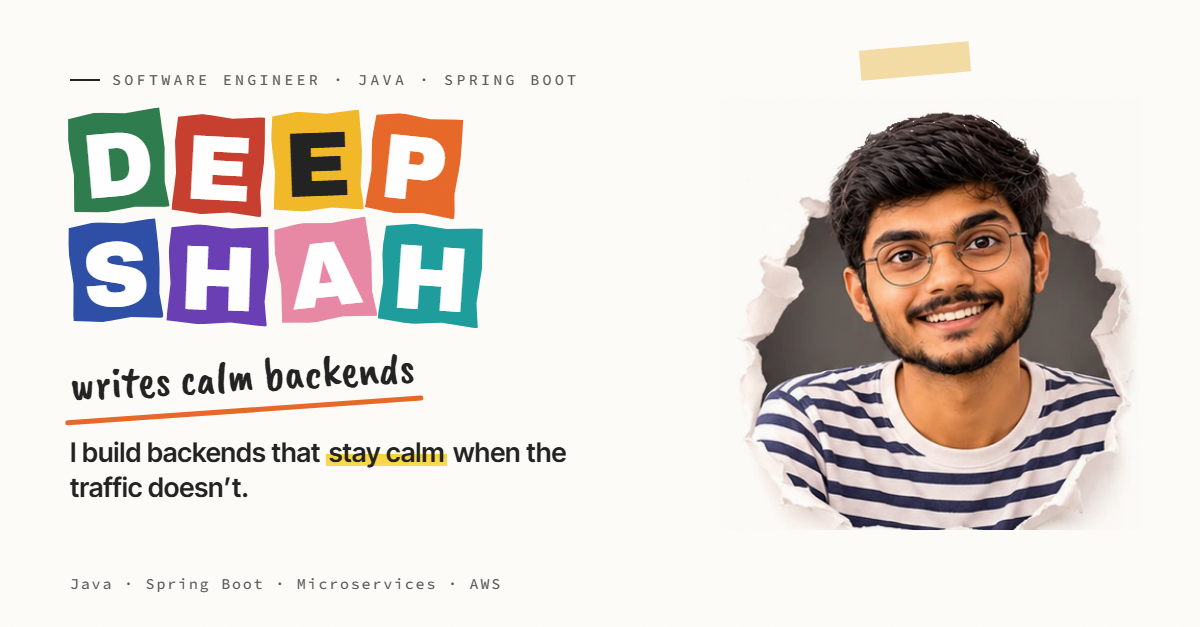 SOFTWARE ENGINEER · JAVA · SPRING BOOT
DEEP
SHAH
writes calm backends
I build backends that stay calm when the
traffic doesn’t.
Java · Spring Boot · Microservices · AWS